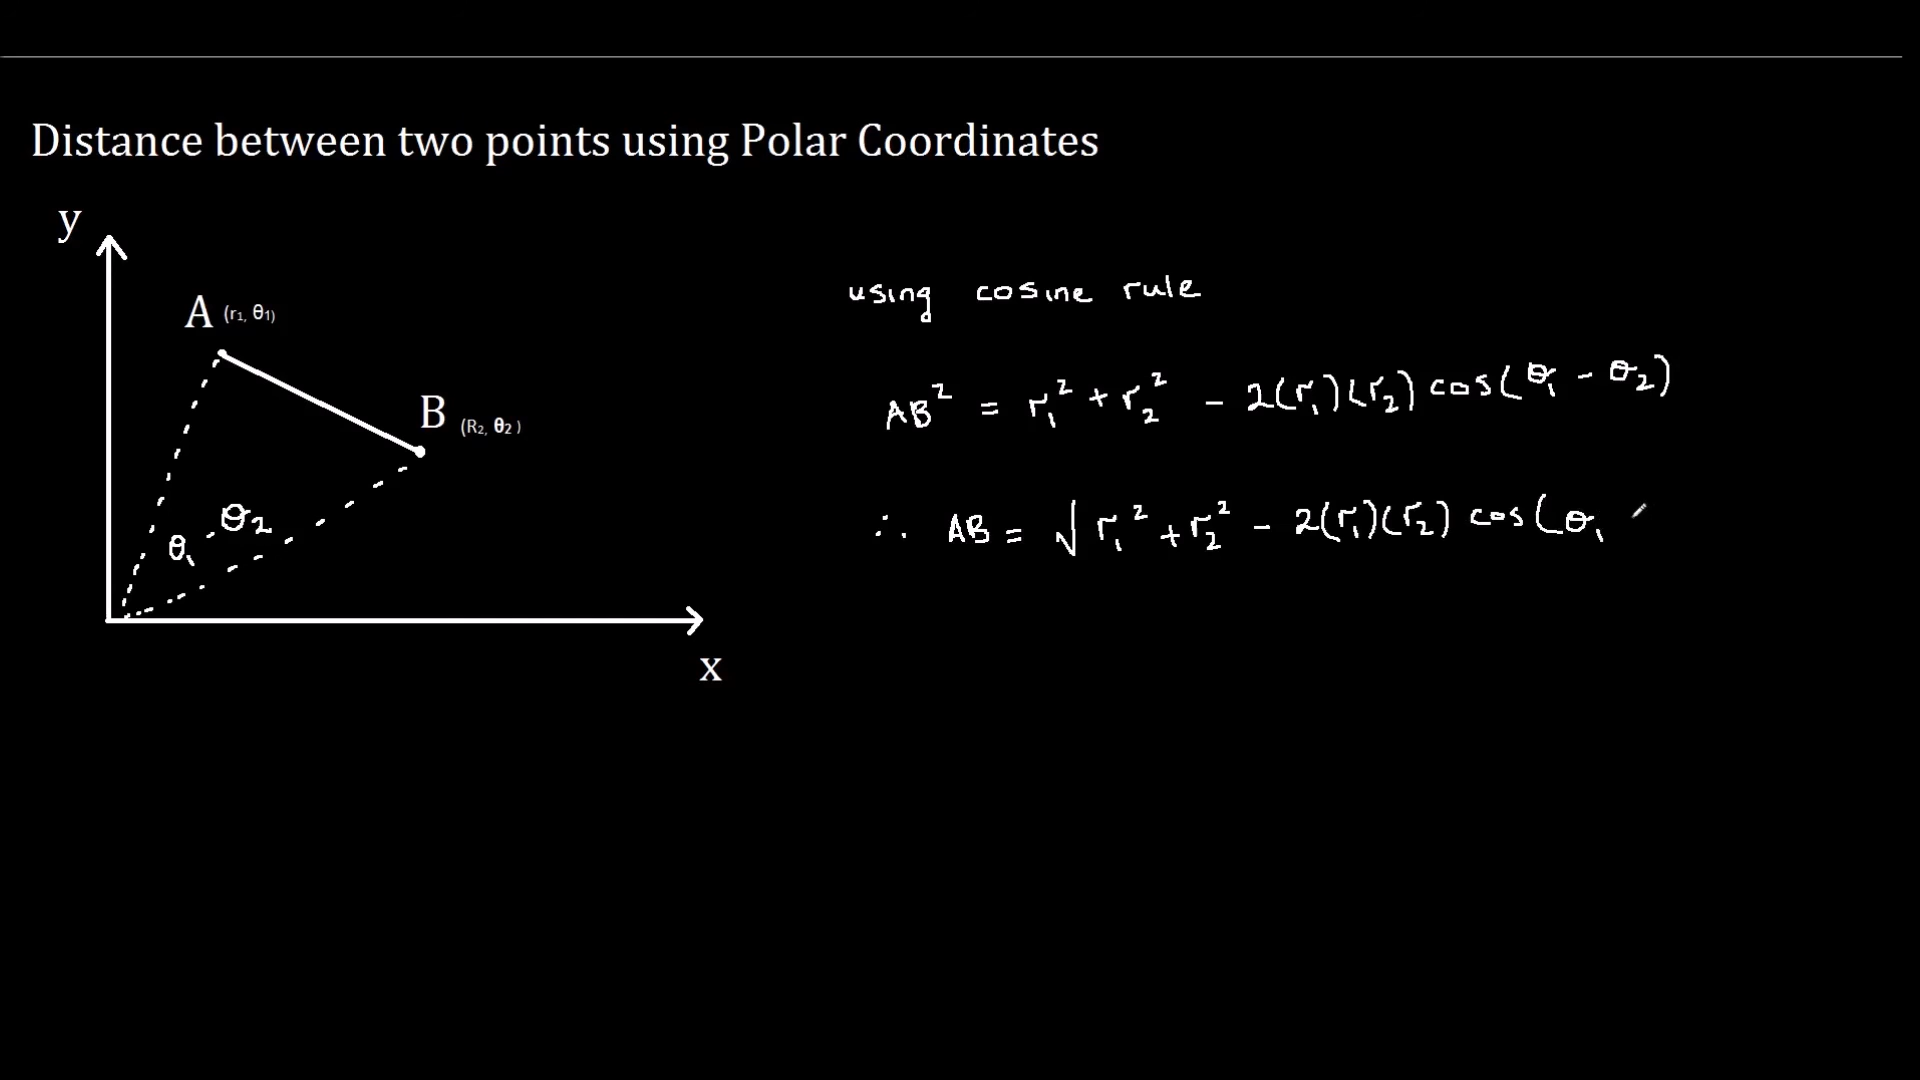 Distance between two points using Polar Coordinates
y
A (r₁, θ₁)
B (R₂, θ₂ )
θ₁ - θ₂
x
using cosine rule
AB² = r₁² + r₂² - 2(r₁)(r₂) cos(θ₁ - θ₂)
∴ AB = √ r₁² + r₂² - 2(r₁)(r₂) cos(θ₁